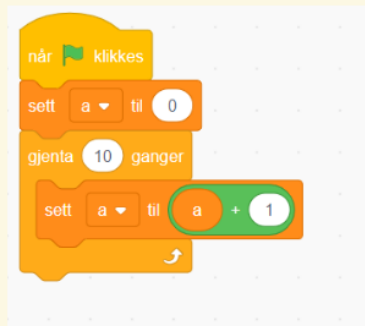 når klikkes
sett a til 0
gjenta 10 ganger
sett a til a + 1